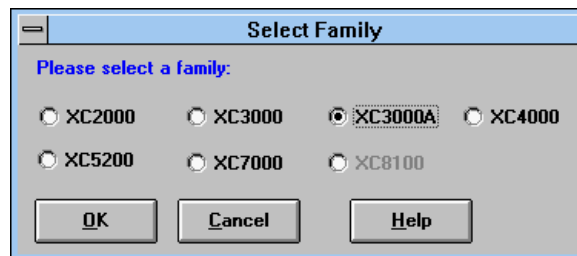 Select Family
Please select a family:
XC2000 XC3000 XC3000A XC4000
XC5200 XC7000 XC8100
OK Cancel Help